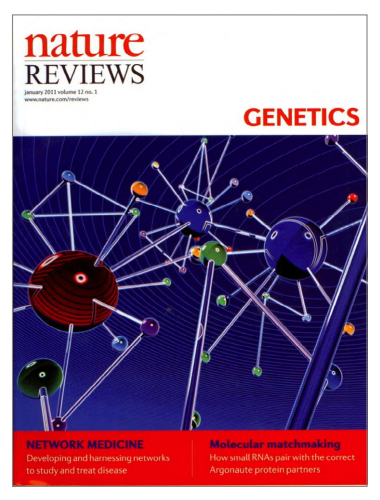 nature
REVIEWS
january 2011 volume 12 no. 1
www.nature.com/reviews
GENETICS
NETWORK MEDICINE
Developing and harnessing networks
to study and treat disease
Molecular matchmaking
How small RNAs pair with the correct
Argonaute protein partners